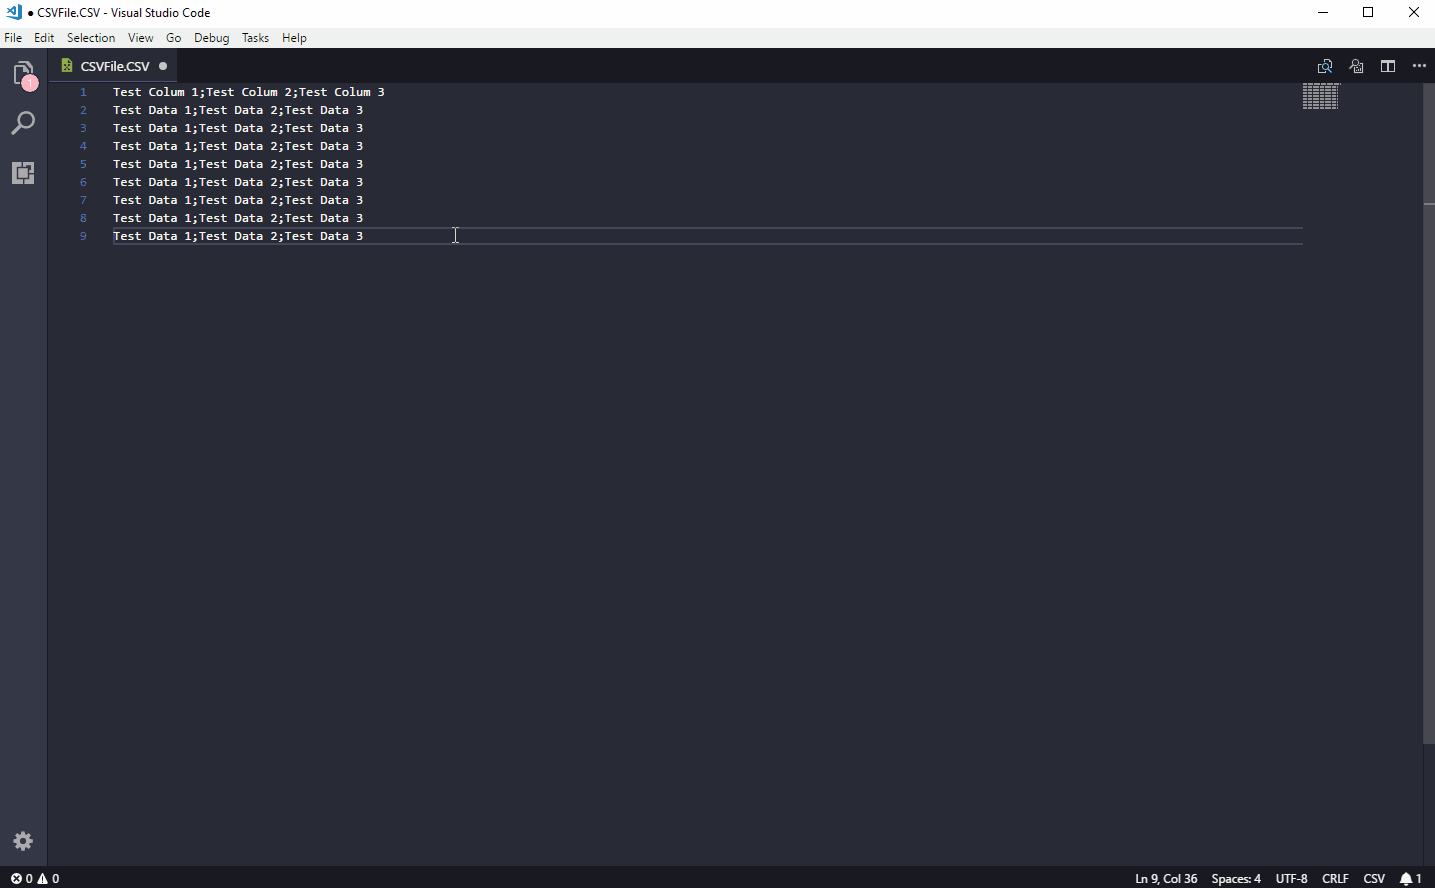 ● CSVFile.CSV - Visual Studio Code
File Edit Selection View Go Debug Tasks Help
1
CSVFile.CSV ●
1 Test Colum 1;Test Colum 2;Test Colum 3
2 Test Data 1;Test Data 2;Test Data 3
3 Test Data 1;Test Data 2;Test Data 3
4 Test Data 1;Test Data 2;Test Data 3
5 Test Data 1;Test Data 2;Test Data 3
6 Test Data 1;Test Data 2;Test Data 3
7 Test Data 1;Test Data 2;Test Data 3
8 Test Data 1;Test Data 2;Test Data 3
9 Test Data 1;Test Data 2;Test Data 3
0 0 Ln 9, Col 36 Spaces: 4 UTF-8 CRLF CSV 1